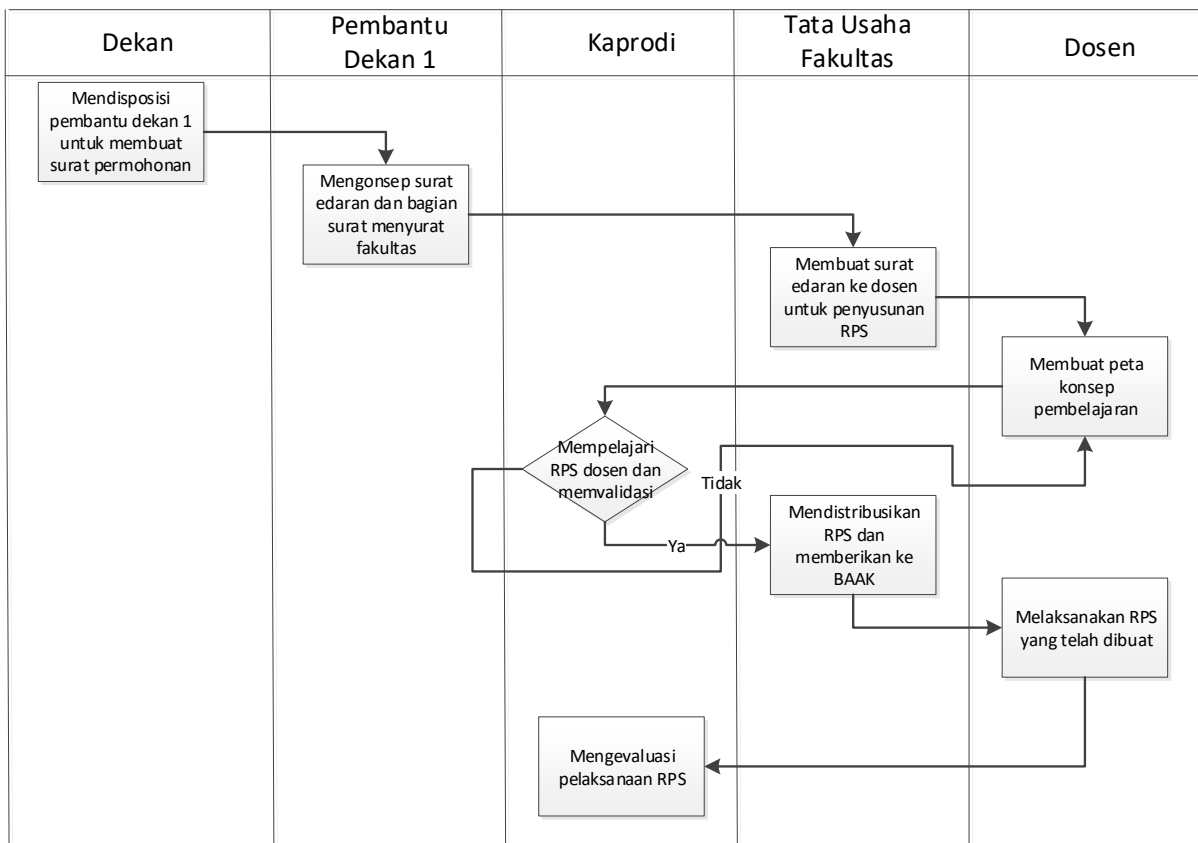 Dekan
Pembantu
Dekan 1
Kaprodi
Tata Usaha
Fakultas
Dosen
Mendisposisi
pembantu dekan 1
untuk membuat
surat permohonan
Mengonsep surat
edaran dan bagian
surat menyurat
fakultas
Membuat surat
edaran ke dosen
untuk penyusunan
RPS
Membuat peta
konsep
pembelajaran
Mempelajari
RPS dosen dan
memvalidasi
Tidak
Ya
Mendistribusikan
RPS dan
memberikan ke
BAAK
Melaksanakan RPS
yang telah dibuat
Mengevaluasi
pelaksanaan RPS